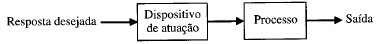 Resposta desejada
Dispositivo
de atuação
Processo
Saída